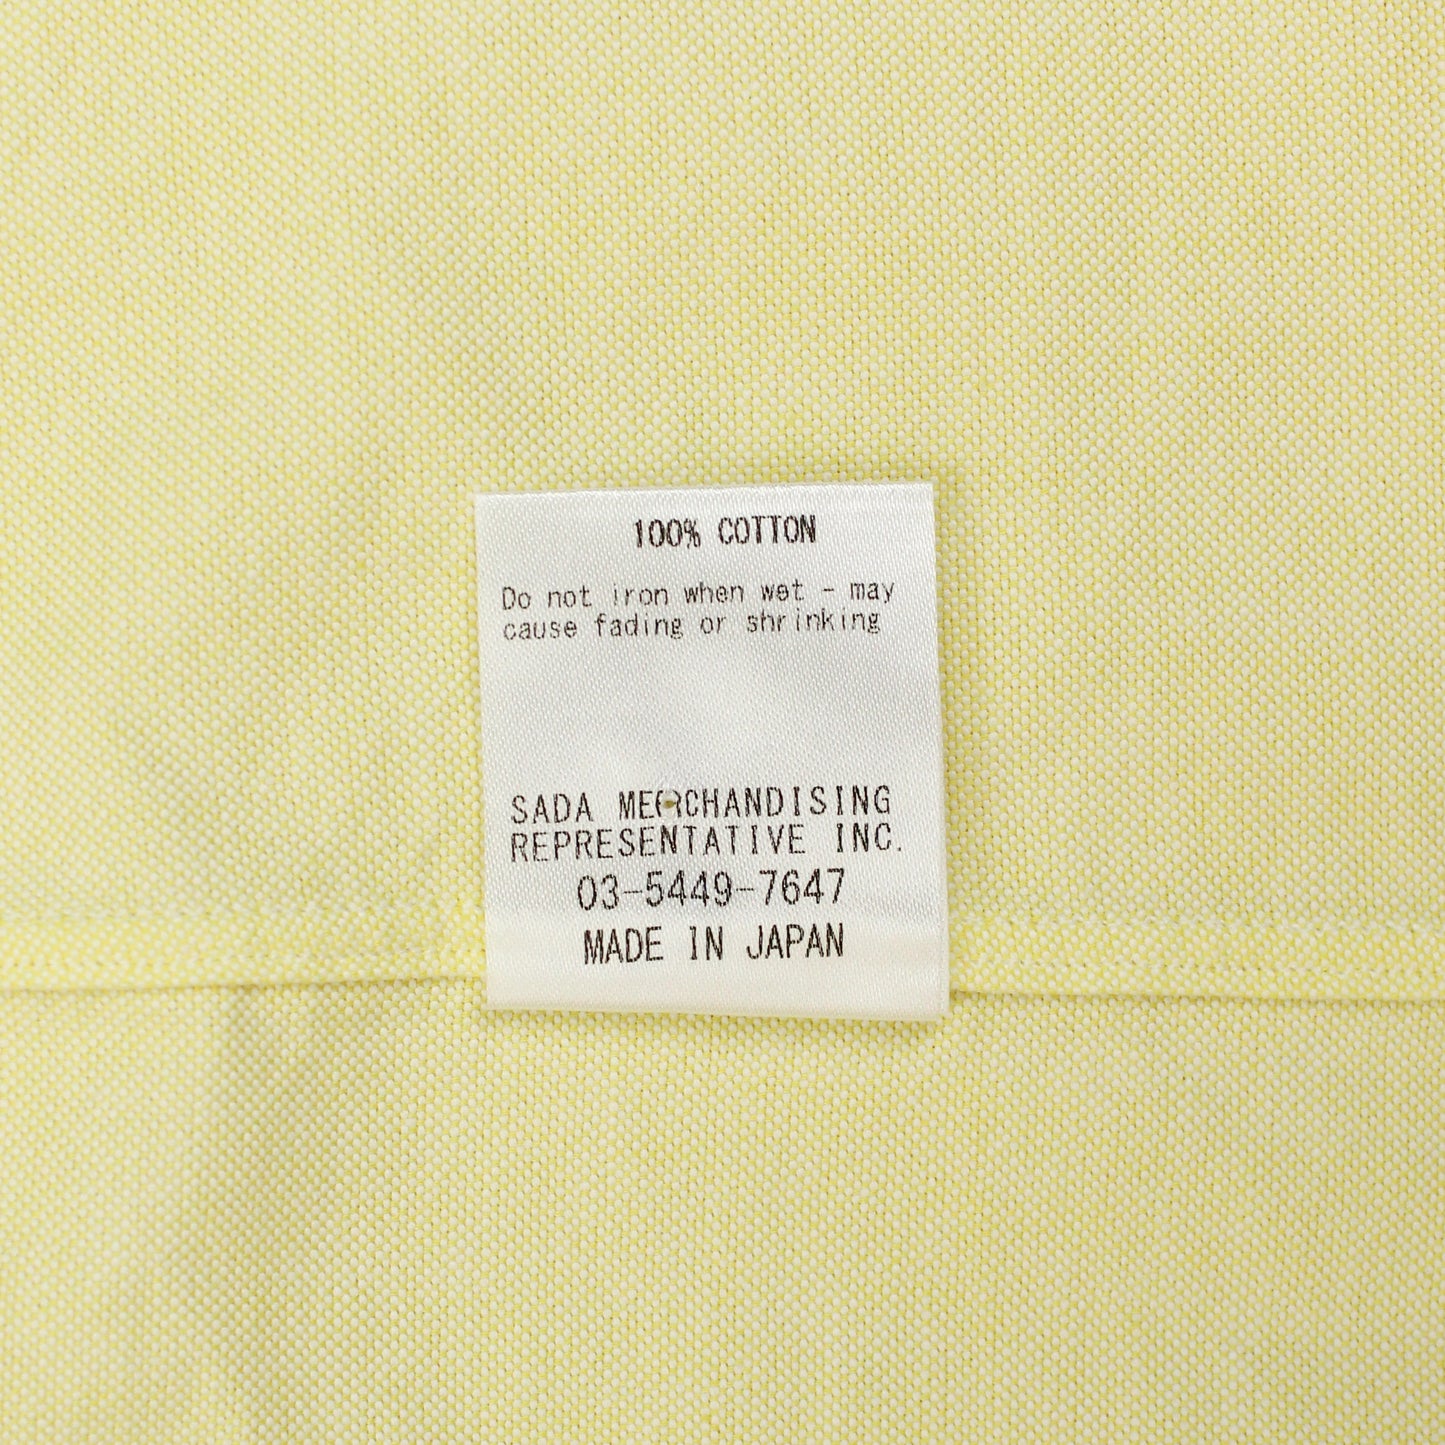 100% COTTON
Do not iron when wet - may
cause fading or shrinking
SADA MERCHANDISING
REPRESENTATIVE INC.
03-5449-7647
MADE IN JAPAN